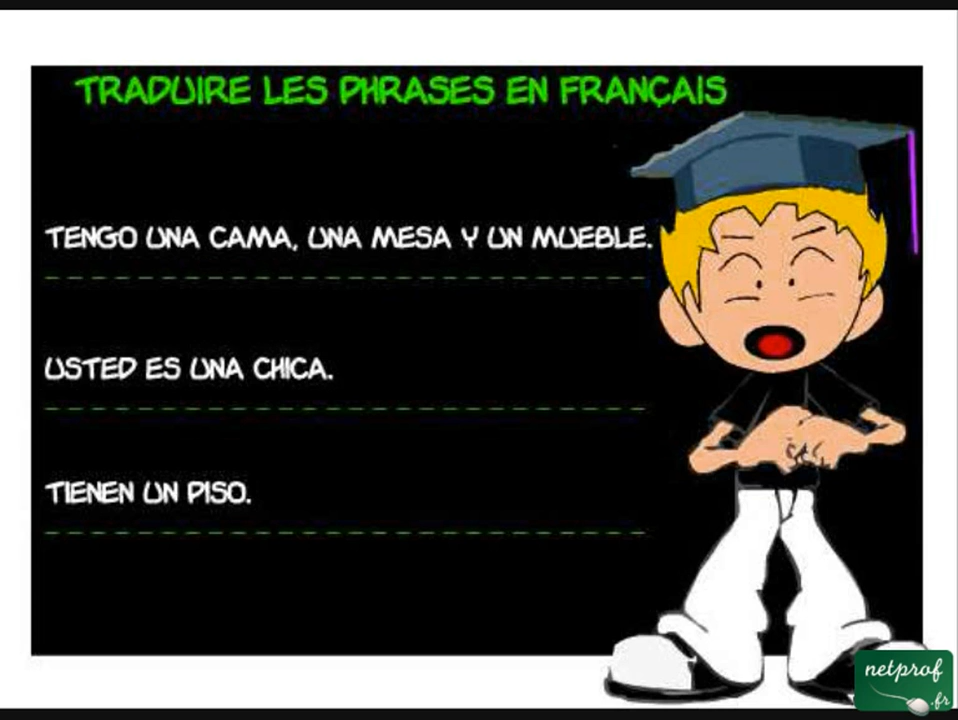 TRADUIRE LES PHRASES EN FRANÇAIS
TENGO UNA CAMA, UNA MESA Y UN MUEBLE.
USTED ES UNA CHICA.
TIENEN UN PISO.
netprof
.fr